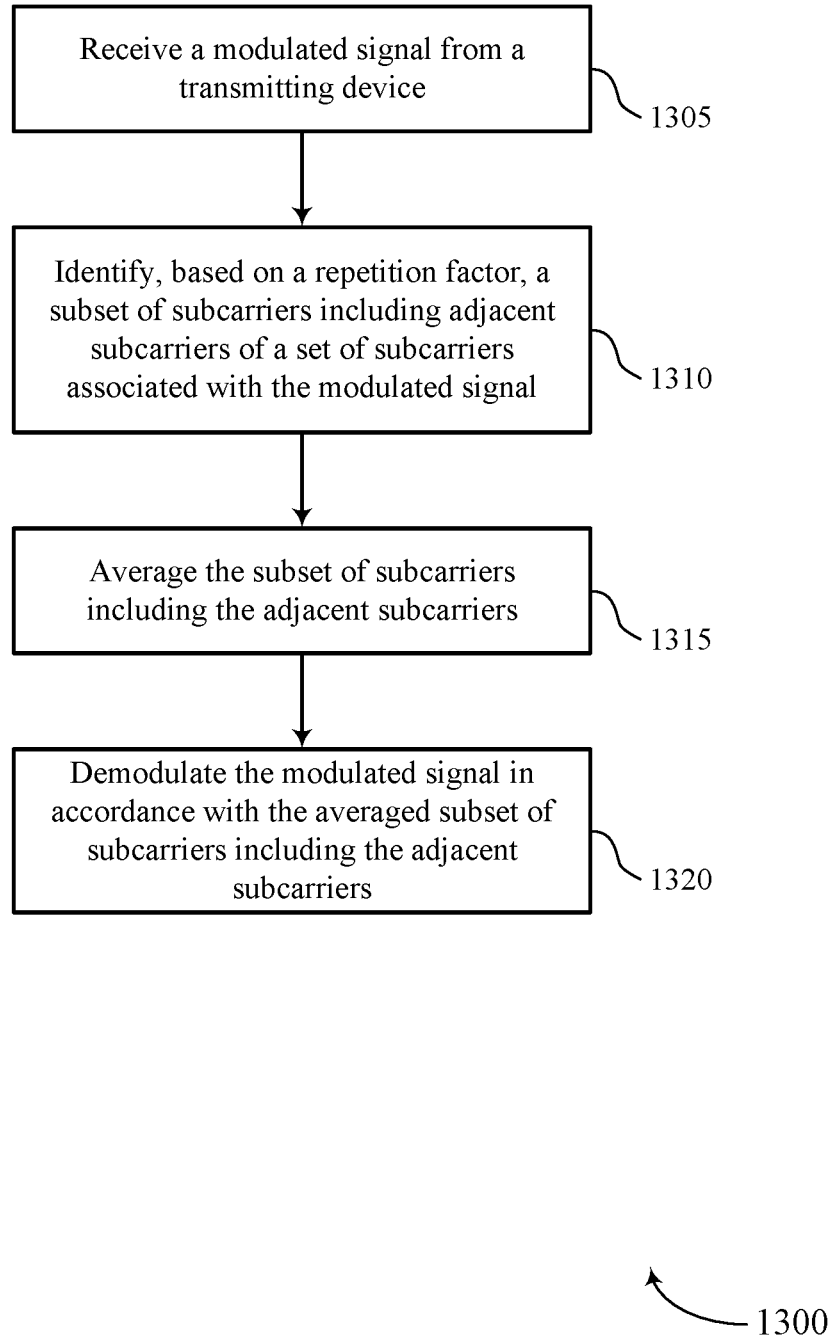 Receive a modulated signal from a
transmitting device
1305
Identify, based on a repetition factor, a
subset of subcarriers including adjacent
subcarriers of a set of subcarriers
associated with the modulated signal
1310
Average the subset of subcarriers
including the adjacent subcarriers
1315
Demodulate the modulated signal in
accordance with the averaged subset of
subcarriers including the adjacent
subcarriers
1320
1300